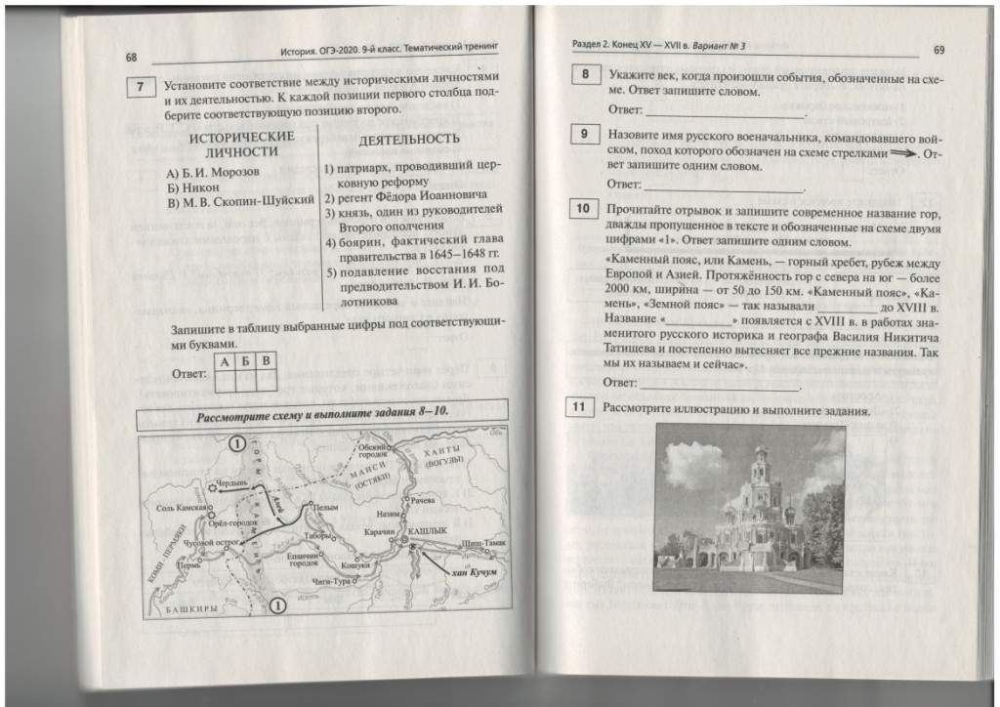 68
История. ОГЭ-2020. 9-й класс. Тематический тренинг
7
Установите соответствие между историческими личностями
и их деятельностью. К каждой позиции первого столбца под-
берите соответствующую позицию второго.
ИСТОРИЧЕСКИЕ
ЛИЧНОСТИ
А) Б. И. Морозов
Б) Никон
В) М. В. Скопин-Шуйский
ДЕЯТЕЛЬНОСТЬ
1) патриарх, проводивший цер-
ковную реформу
2) регент Фёдора Иоанновича
3) князь, один из руководителей
Второго ополчения
4) боярин, фактический глава
правительства в 1645–1648 гг.
5) подавление восстания под
предводительством И. И. Бо-
лотникова
Запишите в таблицу выбранные цифры под соответствующи-
ми буквами.
Ответ:
А Б В
Рассмотрите схему и выполните задания 8–10.
1
ГОРЫ
КАМЕНЬ
Обский
городок
Обь
ХАНТЫ
(ВОГУЛЫ)
МАНСИ
(ОСТЯКИ)
Чердынь
Соль Камская
Орёл-городок
Азей
Пелым
Рачева
Назим
Чусовой острог
Таборы
Карачин
КАШЛЫК
Шиш-Тамак
КОМИ-ПЕРМЯКИ
Пермь
Епанчин
городок
Кошуки
Чиги-Тура
хан Кучум
Исеть
БАШКИРЫ
1
Раздел 2. Конец XV — XVII в. Вариант № 3
69
8
Укажите век, когда произошли события, обозначенные на схе-
ме. Ответ запишите словом.
Ответ:
9
Назовите имя русского военачальника, командовавшего вой-
ском, поход которого обозначен на схеме стрелками . От-
вет запишите одним словом.
Ответ:
10
Прочитайте отрывок и запишите современное название гор,
дважды пропущенное в тексте и обозначенные на схеме двумя
цифрами «1». Ответ запишите одним словом.
«Каменный пояс, или Камень, — горный хребет, рубеж между
Европой и Азией. Протяжённость гор с севера на юг — более
2000 км, ширина — от 50 до 150 км. «Каменный пояс», «Ка-
мень», «Земной пояс» — так называли ____ до XVIII в.
Название «____» появляется с XVIII в. в работах зна-
менитого русского историка и географа Василия Никитича
Татищева и постепенно вытесняет все прежние названия. Так
мы их называем и сейчас».
Ответ:
11
Рассмотрите иллюстрацию и выполните задания.